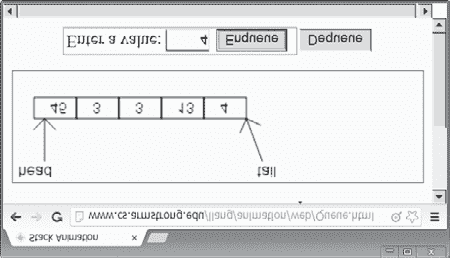 Stack Animation
www.cs.armstrong.edu/liang/animation/web/Queue.html
head tail
45 3 3 13 4
Enter a value: 4 Enqueue Dequeue